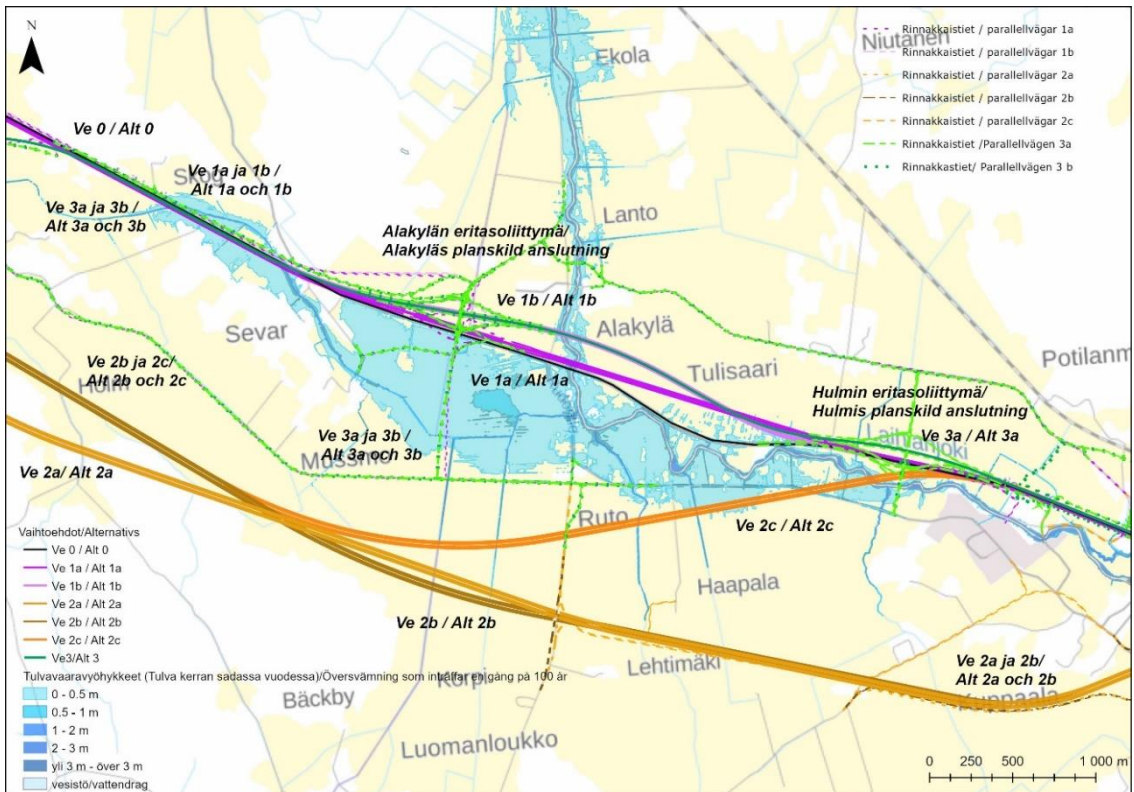 N
Ve 0 / Alt 0
Skog
Ve 1a ja 1b /
Alt 1a och 1b
Ve 3a ja 3b /
Alt 3a och 3b
Ekola
Niutanen
Rinnakkaistiet / parallellvägar 1a
Rinnakkaistiet / parallellvägar 1b
Rinnakkaistiet / parallellvägar 2a
Rinnakkaistiet / parallellvägar 2b
Rinnakkaistiet / parallellvägar 2c
Rinnakkaistiet /Parallellvägen 3a
Rinnakkastiet/ Parallellvägen 3 b
Lanto
Alakylän eritasoliittymä/
Alakyläs planskild anslutning
Ve 1b / Alt 1b
Alakylä
Sevar
Tulisaari
Potilanm
Holm
Ve 2b ja 2c/
Alt 2b och 2c
Ve 1a / Alt 1a
Hulmin eritasoliittymä/
Hulmis planskild anslutning
Laihianjoki
Ve 3a / Alt 3a
Ve 3a ja 3b /
Alt 3a och 3b
Ve 2a/ Alt 2a
Ruto
Ve 2c / Alt 2c
Haapala
Ve 2b / Alt 2b
Lehtimäki
Ve 2a ja 2b/
Alt 2a och 2b
Kuppaala
Korpi
Bäckby
Luomanloukko
Vaihtoehdot/Alternativs
Ve 0 / Alt 0
Ve 1a / Alt 1a
Ve 1b / Alt 1b
Ve 2a / Alt 2a
Ve 2b / Alt 2b
Ve 2c / Alt 2c
Ve3/Alt 3
Tulvavaaravyöhykkeet (Tulva kerran sadassa vuodessa)/Översvämning som inträffar en gång på 100 år
0 - 0.5 m
0.5 - 1 m
1 - 2 m
2 - 3 m
yli 3 m - över 3 m
vesistö/vattendrag
0 250 500 1 000 m